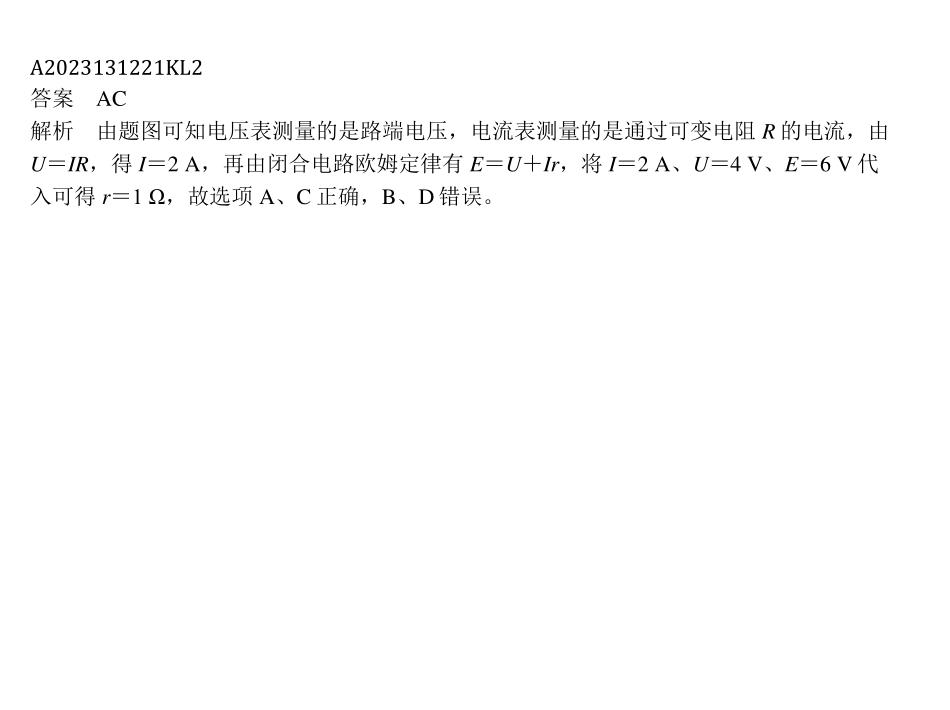 A2023131221KL2
答案　AC
解析　由题图可知电压表测量的是路端电压，电流表测量的是通过可变电阻 R 的电流，由
U＝IR，得 I＝2 A，再由闭合电路欧姆定律有 E＝U＋Ir，将 I＝2 A、U＝4 V、E＝6 V 代
入可得 r＝1 Ω，故选项 A、C 正确，B、D 错误。